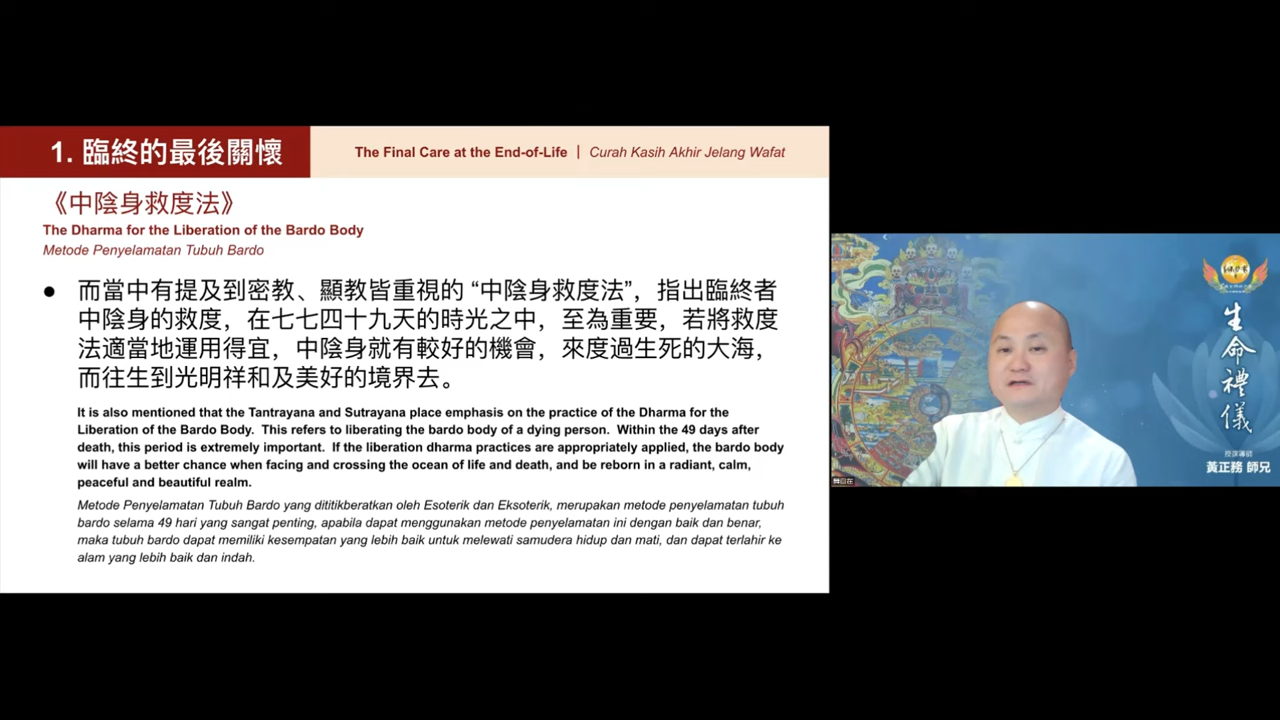 1. 臨終的最後關懷
The Final Care at the End-of-Life | Curah Kasih Akhir Jelang Wafat
《中陰身救度法》
The Dharma for the Liberation of the Bardo Body
Metode Penyelamatan Tubuh Bardo
● 而當中有提及到密教、顯教皆重視的 “中陰身救度法”，指出臨終者
中陰身的救度，在七七四十九天的時光之中，至為重要，若將救度
法適當地運用得宜，中陰身就有較好的機會，來度過生死的大海，
而往生到光明祥和及美好的境界去。
It is also mentioned that the Tantrayana and Sutrayana place emphasis on the practice of the Dharma for the
Liberation of the Bardo Body. This refers to liberating the bardo body of a dying person. Within the 49 days after
death, this period is extremely important. If the liberation dharma practices are appropriately applied, the bardo body
will have a better chance when facing and crossing the ocean of life and death, and be reborn in a radiant, calm,
peaceful and beautiful realm.
Metode Penyelamatan Tubuh Bardo yang dititikberatkan oleh Esoterik dan Eksoterik, merupakan metode penyelamatan tubuh
bardo selama 49 hari yang sangat penting, apabila dapat menggunakan metode penyelamatan ini dengan baik dan benar,
maka tubuh bardo dapat memiliki kesempatan yang lebih baik untuk melewati samudera hidup dan mati, dan dapat terlahir ke
alam yang lebih baik dan indah.
生命禮儀
授課導師
黃正務 師兄